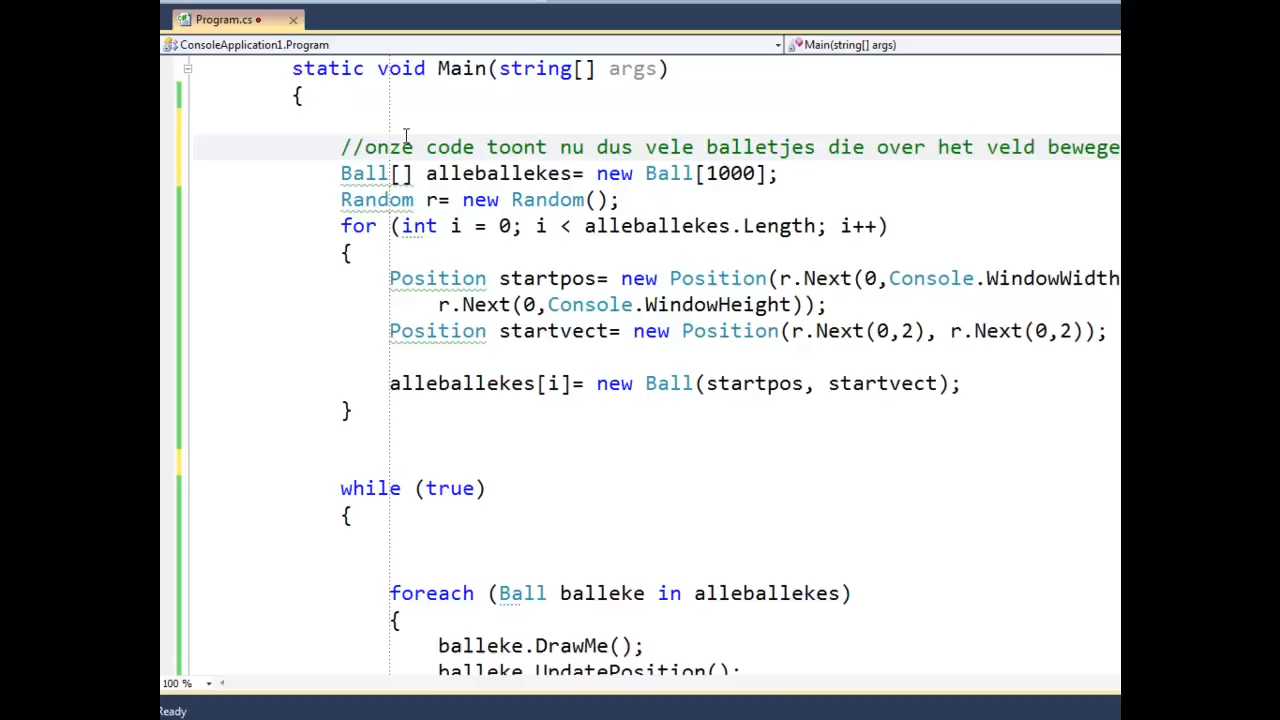 Program.cs
ConsoleApplication1.Program
Main(string[] args)
static void Main(string[] args)
{
//onze code toont nu dus vele balletjes die over het veld bewege
Ball[] alleballekes= new Ball[1000];
Random r= new Random();
for (int i = 0; i < alleballekes.Length; i++)
{
Position startpos= new Position(r.Next(0,Console.WindowWidth
r.Next(0,Console.WindowHeight));
Position startvect= new Position(r.Next(0,2), r.Next(0,2));
alleballekes[i]= new Ball(startpos, startvect);
}
while (true)
{
foreach (Ball balleke in alleballekes)
{
balleke.DrawMe();
balleke.UpdatePosition();
100 %
Ready